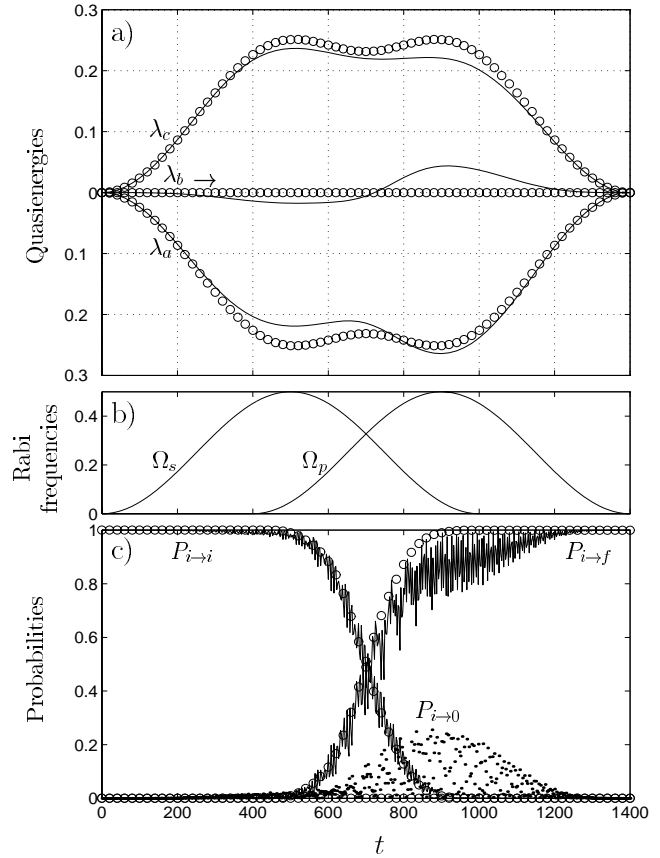 a)
Quasienergies
0.3
0.2
0.1
0
0.1
0.2
0.3
λc
λb →
λa
b)
Rabi
frequencies
0.4
0.2
0
Ωs
Ωp
c)
Probabilities
1
0.8
0.6
0.4
0.2
0
Pi→i
Pi→f
Pi→0
0 200 400 600 800 1000 1200 1400
t